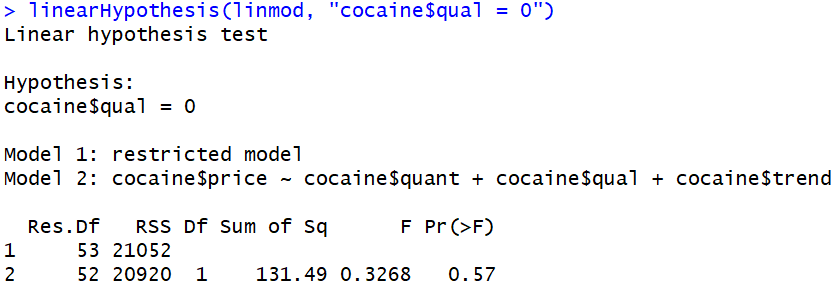 > linearHypothesis(linmod, "cocaine$qual = 0")
Linear hypothesis test

Hypothesis:
cocaine$qual = 0

Model 1: restricted model
Model 2: cocaine$price ~ cocaine$quant + cocaine$qual + cocaine$trend

  Res.Df   RSS Df Sum of Sq      F Pr(>F)
1     53 21052
2     52 20920  1    131.49 0.3268   0.57